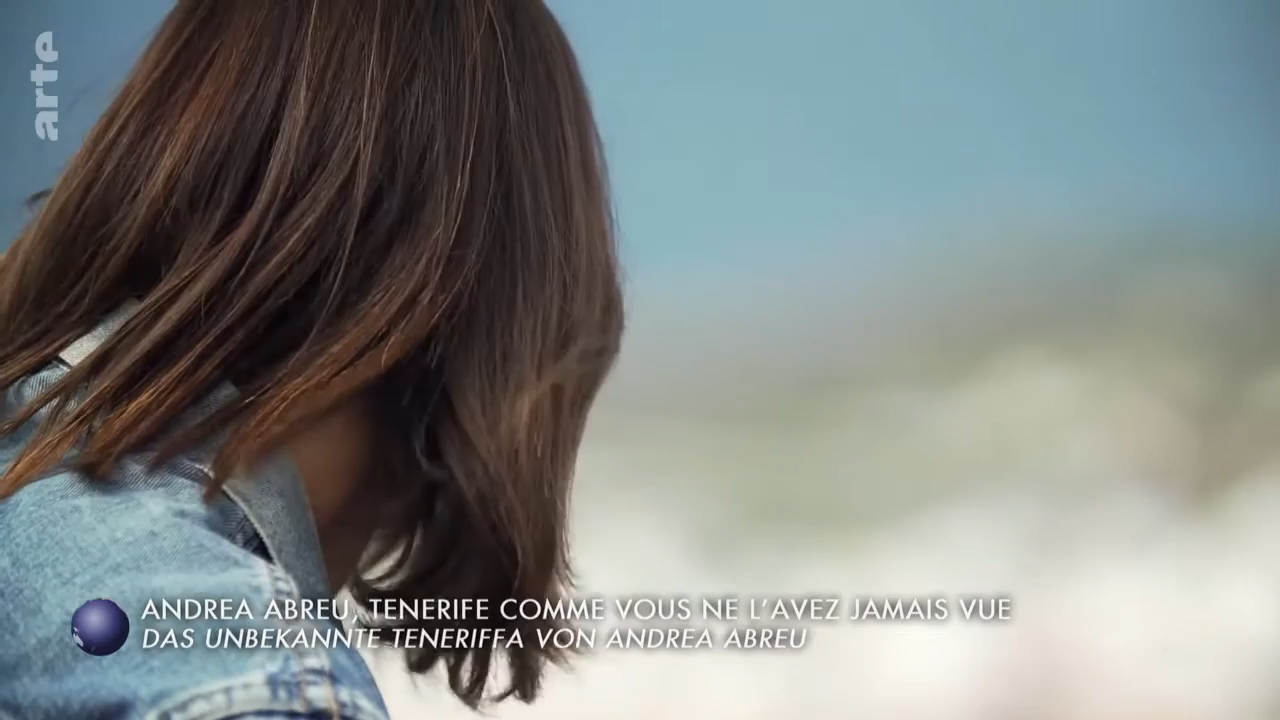 arte
ANDREA ABREU, TENERIFE COMME VOUS NE L'AVEZ JAMAIS VUE
DAS UNBEKANNTE TENERIFFA VON ANDREA ABREU